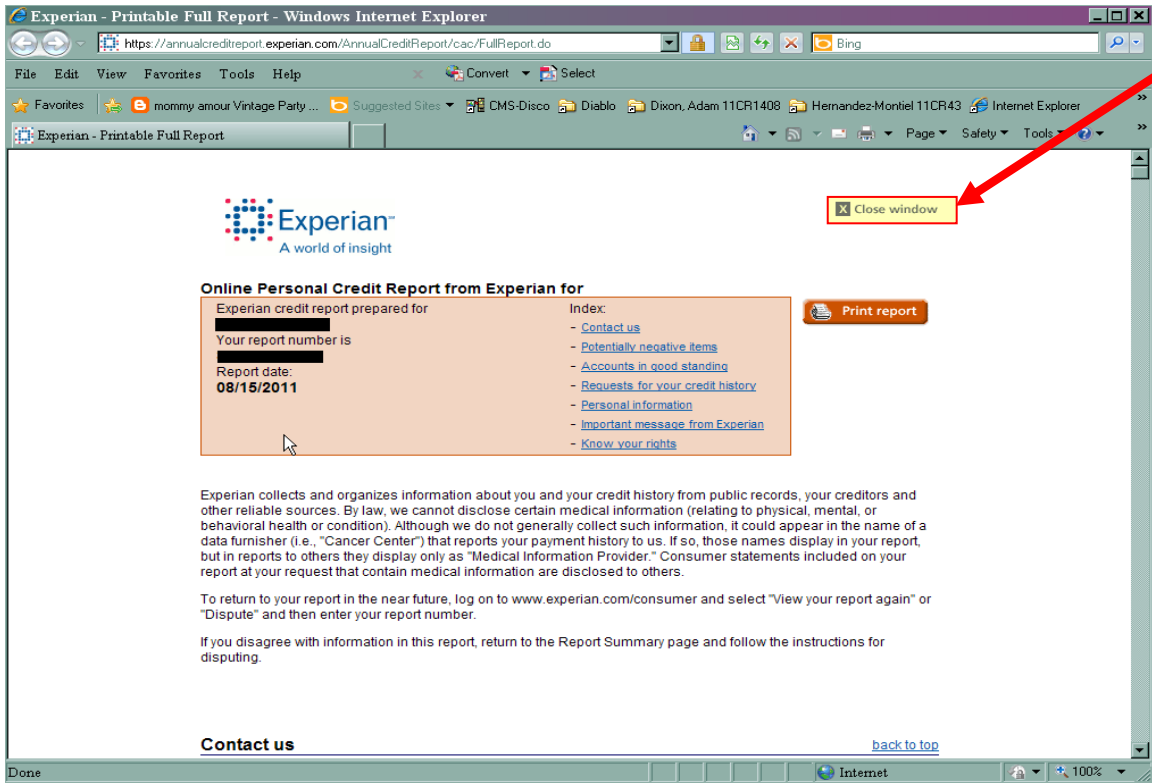 Experian - Printable Full Report - Windows Internet Explorer
https://annualcreditreport.experian.com/AnnualCreditReport/cac/FullReport.do Bing
File Edit View Favorites Tools Help x Convert Select
Favorites mommy amour Vintage Party ... Suggested Sites CMS-Disco Diablo Dixon, Adam 11CR1408 Hernandez-Montiel 11CR43 Internet Explorer »
Experian - Printable Full Report Page Safety Tools »
Experian
A world of insight
X Close window
Online Personal Credit Report from Experian for
Experian credit report prepared for
Your report number is
Report date:
08/15/2011
Index:
- Contact us
- Potentially negative items
- Accounts in good standing
- Requests for your credit history
- Personal information
- Important message from Experian
- Know your rights
Print report
Experian collects and organizes information about you and your credit history from public records, your creditors and
other reliable sources. By law, we cannot disclose certain medical information (relating to physical, mental, or
behavioral health or condition). Although we do not generally collect such information, it could appear in the name of a
data furnisher (i.e., "Cancer Center") that reports your payment history to us. If so, those names display in your report,
but in reports to others they display only as "Medical Information Provider." Consumer statements included on your
report at your request that contain medical information are disclosed to others.
To return to your report in the near future, log on to www.experian.com/consumer and select "View your report again" or
"Dispute" and then enter your report number.
If you disagree with information in this report, return to the Report Summary page and follow the instructions for
disputing.
Contact us back to top
Done Internet 100%